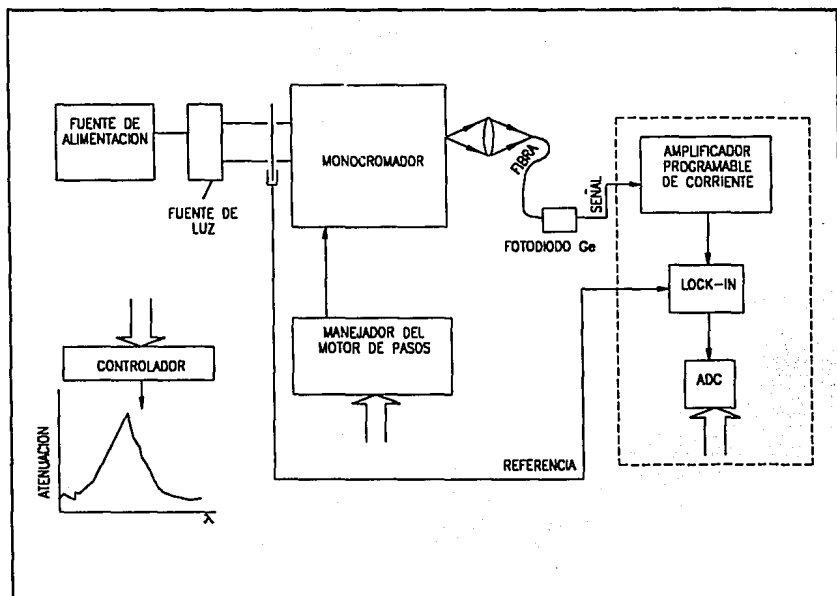 FUENTE DE
ALIMENTACION
FUENTE DE
LUZ
MONOCROMADOR
FIBRA
SEÑAL
FOTODIODO Ge
AMPLIFICADOR
PROGRAMABLE
DE CORRIENTE
LOCK-IN
ADC
MANEJADOR DEL
MOTOR DE PASOS
REFERENCIA
CONTROLADOR
ATENUACION
λ